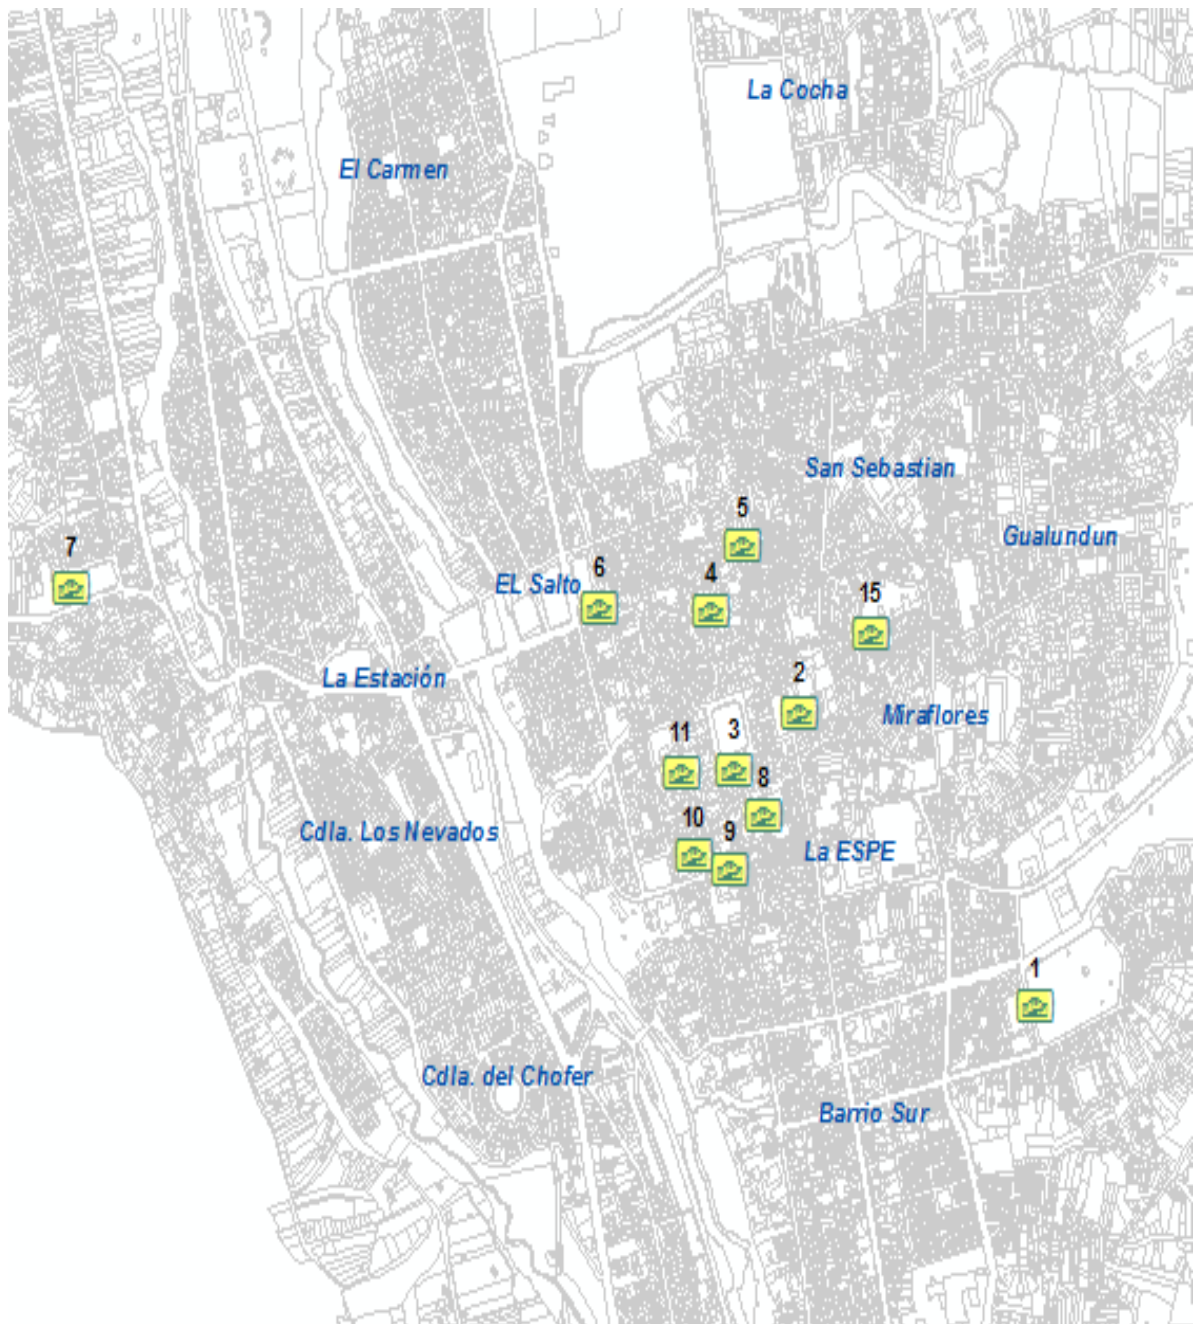 La Cocha
El Carmen
San Sebastian
5
Gualundun
7
6
EL Salto
4
15
La Estación
2
Miraflores
11
3
8
10
9
Cdla. Los Nevados
La ESPE
1
Cdla. del Chofer
Barrio Sur